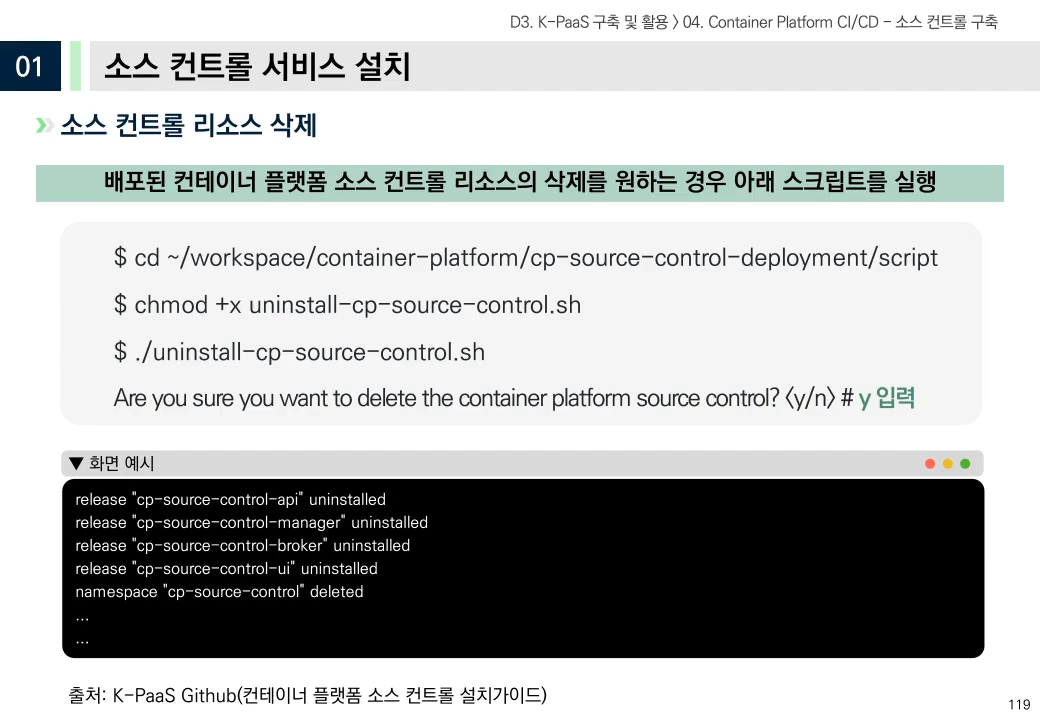 D3. K-PaaS 구축 및 활용 > 04. Container Platform CI/CD - 소스 컨트롤 구축
01
소스 컨트롤 서비스 설치
소스 컨트롤 리소스 삭제
배포된 컨테이너 플랫폼 소스 컨트롤 리소스의 삭제를 원하는 경우 아래 스크립트를 실행
$ cd ~/workspace/container-platform/cp-source-control-deployment/script
$ chmod +x uninstall-cp-source-control.sh
$ ./uninstall-cp-source-control.sh
Are you sure you want to delete the container platform source control? <y/n> # y 입력
▼ 화면 예시
release "cp-source-control-api" uninstalled
release "cp-source-control-manager" uninstalled
release "cp-source-control-broker" uninstalled
release "cp-source-control-ui" uninstalled
namespace "cp-source-control" deleted
...
...
출처: K-PaaS Github(컨테이너 플랫폼 소스 컨트롤 설치가이드)
119